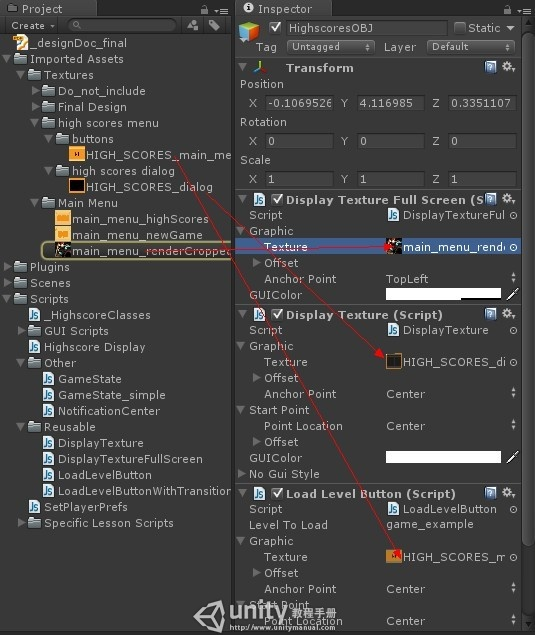 Project
Create
_designDoc_final
Imported Assets
Textures
Do_not_include
Final Design
high scores menu
buttons
HIGH_SCORES_main_me
high scores dialog
HIGH_SCORES_dialog
Main Menu
main_menu_highScores
main_menu_newGame
main_menu_renderCropped
Plugins
Scenes
Scripts
_HighscoreClasses
GUI Scripts
Highscore Display
Other
GameState
GameState_simple
NotificationCenter
Reusable
DisplayTexture
DisplayTextureFullScreen
LoadLevelButton
LoadLevelButtonWithTransition
SetPlayerPrefs
Specific Lesson Scripts
Inspector
HighscoresOBJ Static
Tag Untagged Layer Default
Transform
Position
X -0.1069526 Y 4.116985 Z 0.3351107
Rotation
X 0 Y 0 Z 0
Scale
X 1 Y 1 Z 1
Display Texture Full Screen (S
Script DisplayTextureFul
Graphic
Texture main_menu_rende
Offset
Anchor Point TopLeft
GUIColor
Display Texture (Script)
Script DisplayTexture
Graphic
Texture HIGH_SCORES_di
Offset
Anchor Point Center
Start Point
Point Location Center
Offset
GUIColor
No Gui Style
Load Level Button (Script)
Script LoadLevelButton
Level To Load game_example
Graphic
Texture HIGH_SCORES_m
Offset
Anchor Point Center
Start Point
Point Location Center
unity 教程手册
http://www.unitymanual.com